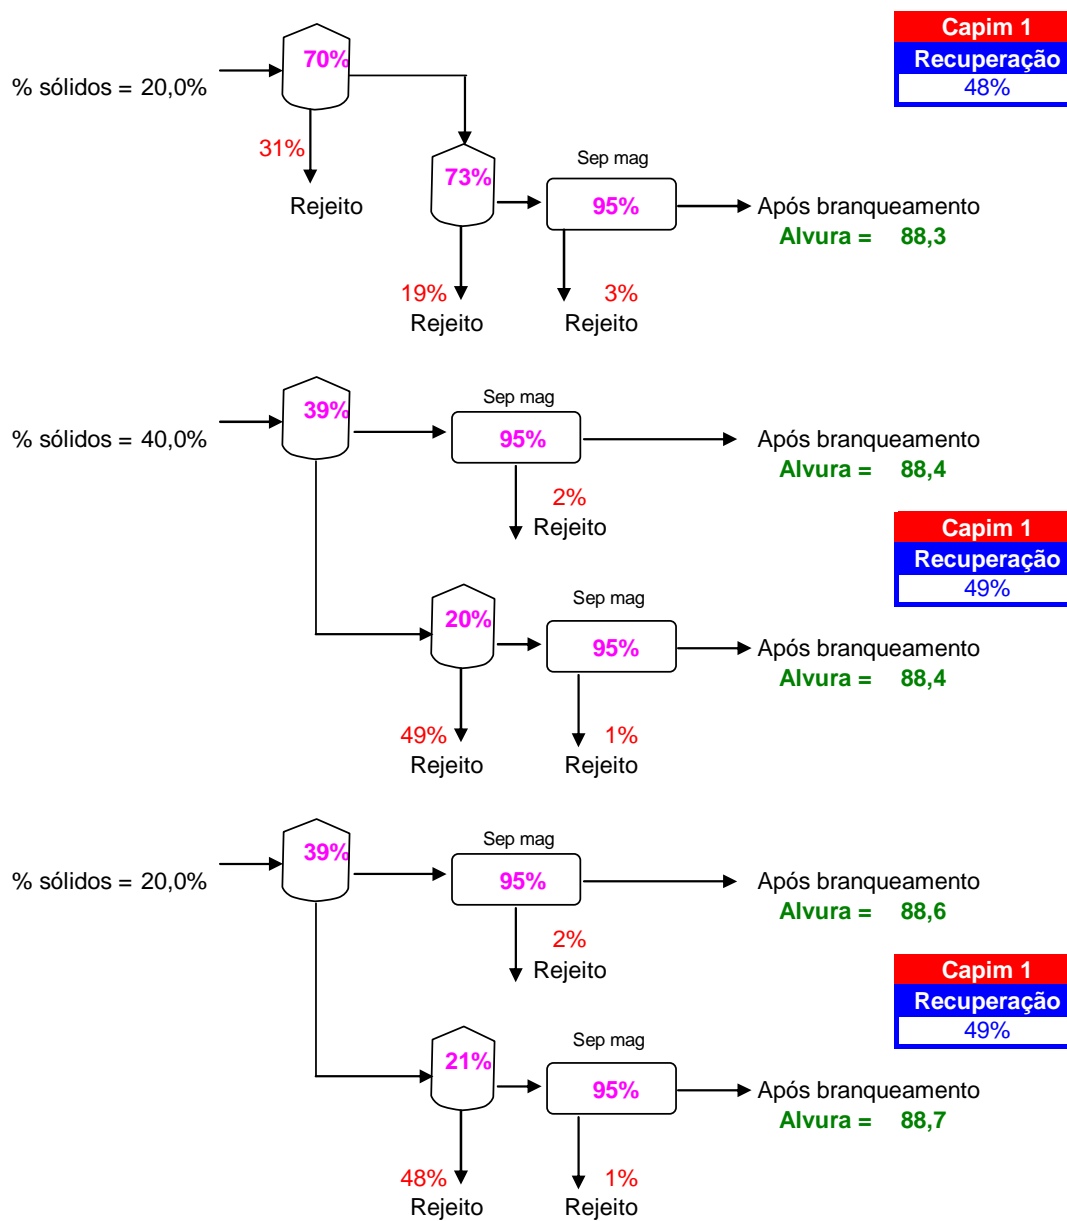 Capim 1
Recuperação
48%
70%
% sólidos = 20,0%
31%
Rejeito
Sep mag
73%
95%
Após branqueamento
Alvura = 88,3
19%
3%
Rejeito
Rejeito
39%
Sep mag
% sólidos = 40,0%
95%
Após branqueamento
Alvura = 88,4
2%
Rejeito
Capim 1
Recuperação
49%
Sep mag
20%
95%
Após branqueamento
Alvura = 88,4
49%
1%
Rejeito
Rejeito
39%
Sep mag
% sólidos = 20,0%
95%
Após branqueamento
Alvura = 88,6
2%
Rejeito
Capim 1
Recuperação
49%
Sep mag
21%
95%
Após branqueamento
Alvura = 88,7
48%
1%
Rejeito
Rejeito